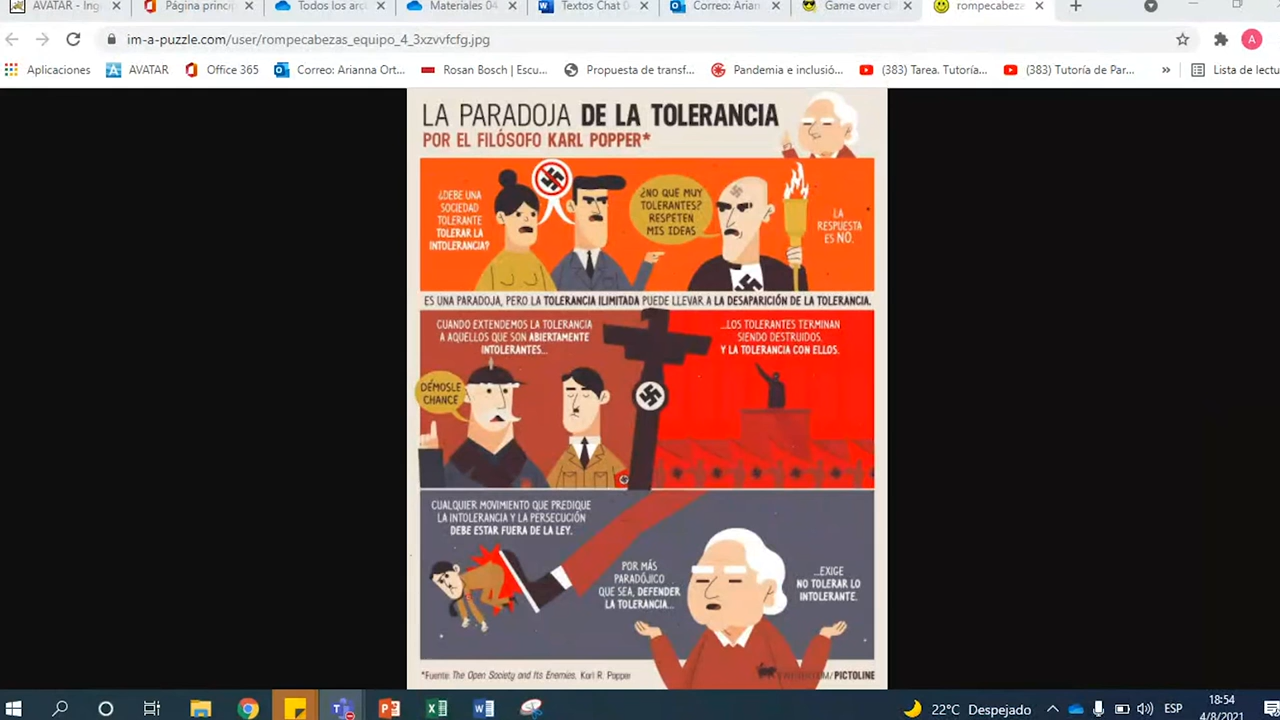 AVATAR - Ing
Página princi
Todos los arc
Materiales 04
Textos Chat 0
Correo: Arian
Game over cl
rompecabeza
im-a-puzzle.com/user/rompecabezas_equipo_4_3xzvvfcfg.jpg
A
Aplicaciones
AVATAR
Office 365
Correo: Arianna Ort...
Rosan Bosch | Escu...
Propuesta de transf...
Pandemia e inclusió...
(383) Tarea. Tutoría...
(383) Tutoría de Par...
»
Lista de lectu
LA PARADOJA DE LA TOLERANCIA
POR EL FILÓSOFO KARL POPPER*
¿DEBE UNA
SOCIEDAD
TOLERANTE
TOLERAR LA
INTOLERANCIA?
¿NO QUE MUY
TOLERANTES?
RESPETEN
MIS IDEAS
LA
RESPUESTA
ES NO.
ES UNA PARADOJA, PERO LA TOLERANCIA ILIMITADA PUEDE LLEVAR A LA DESAPARICIÓN DE LA TOLERANCIA.
CUANDO EXTENDEMOS LA TOLERANCIA
A AQUELLOS QUE SON ABIERTAMENTE
INTOLERANTES...
DÉMOSLE
CHANCE
...LOS TOLERANTES TERMINAN
SIENDO DESTRUIDOS.
Y LA TOLERANCIA CON ELLOS.
CUALQUIER MOVIMIENTO QUE PREDIQUE
LA INTOLERANCIA Y LA PERSECUCIÓN
DEBE ESTAR FUERA DE LA LEY.
POR MÁS
PARADÓJICO
QUE SEA, DEFENDER
LA TOLERANCIA...
...EXIGE
NO TOLERAR LO
INTOLERANTE.
*Fuente: The Open Society and Its Enemies, Karl R. Popper
/PICTOLINE
22°C Despejado
ESP
18:54
4/8/2021